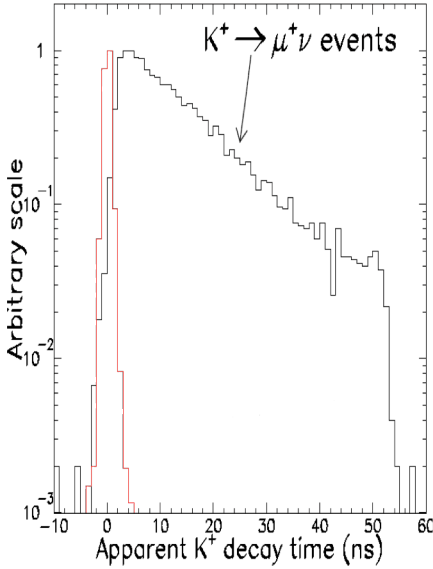 K⁺ → μ⁺ν events
Arbitrary scale
1
10⁻¹
10⁻²
10⁻³
-10 0 10 20 30 40 50 60
Apparent K⁺ decay time (ns)